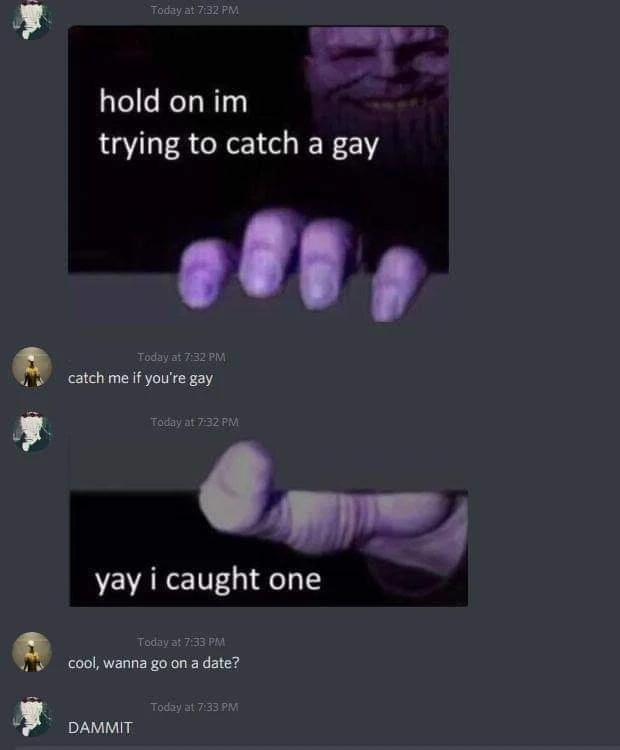 Today at 7:32 PM
hold on im
trying to catch a gay
Today at 7:32 PM
catch me if you're gay
Today at 7:32 PM
yay i caught one
Today at 7:33 PM
cool, wanna go on a date?
Today at 7:33 PM
DAMMIT